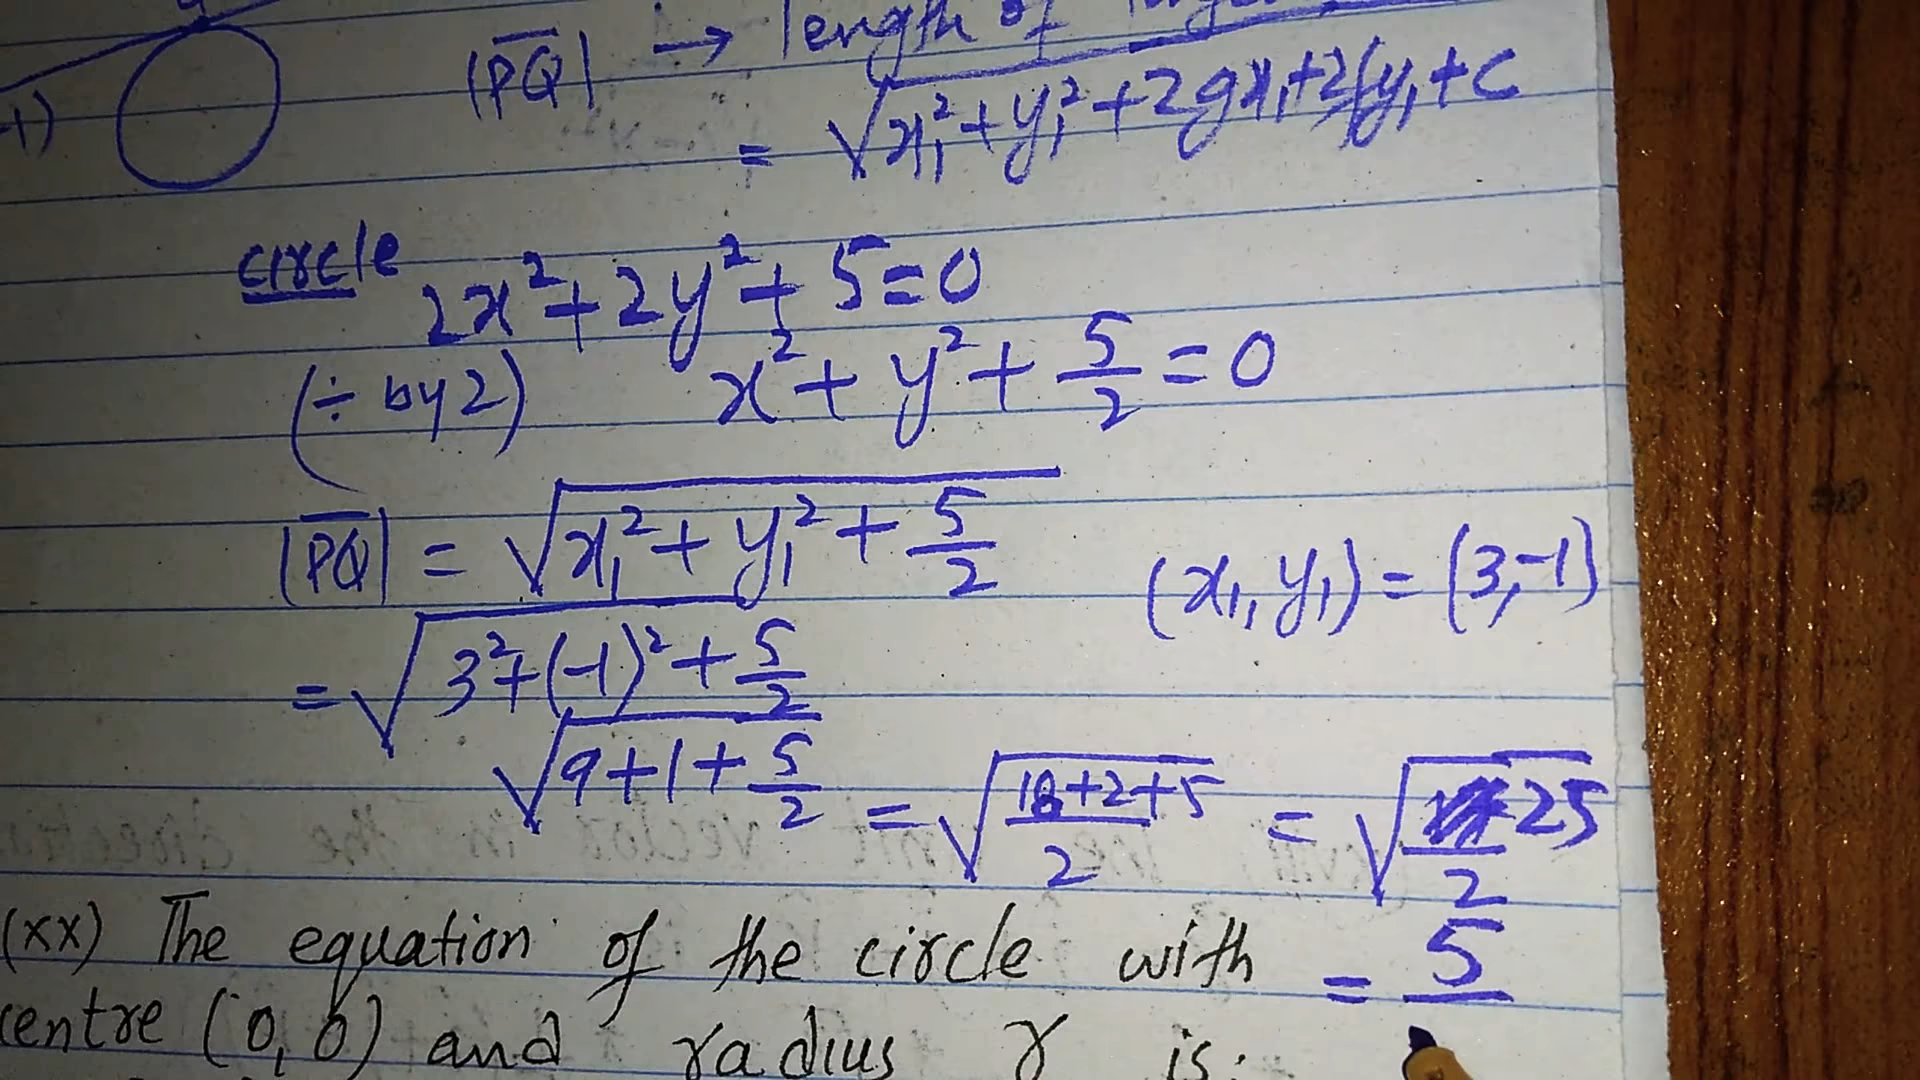 -1)
|PQ| → length of
= √x₁²+y₁²+2gx₁+2fy₁+c
circle
2x²+2y²+5=0
(÷ by 2) x²+y²+5/2=0
|PQ| = √x₁²+y₁²+5/2 (x₁,y₁)=(3,-1)
= √3²+(-1)²+5/2
√9+1+5/2 = √18+2+5/2 = √25/2
(xx) The equation of the circle with = 5
centre (0,0) and radius r is: